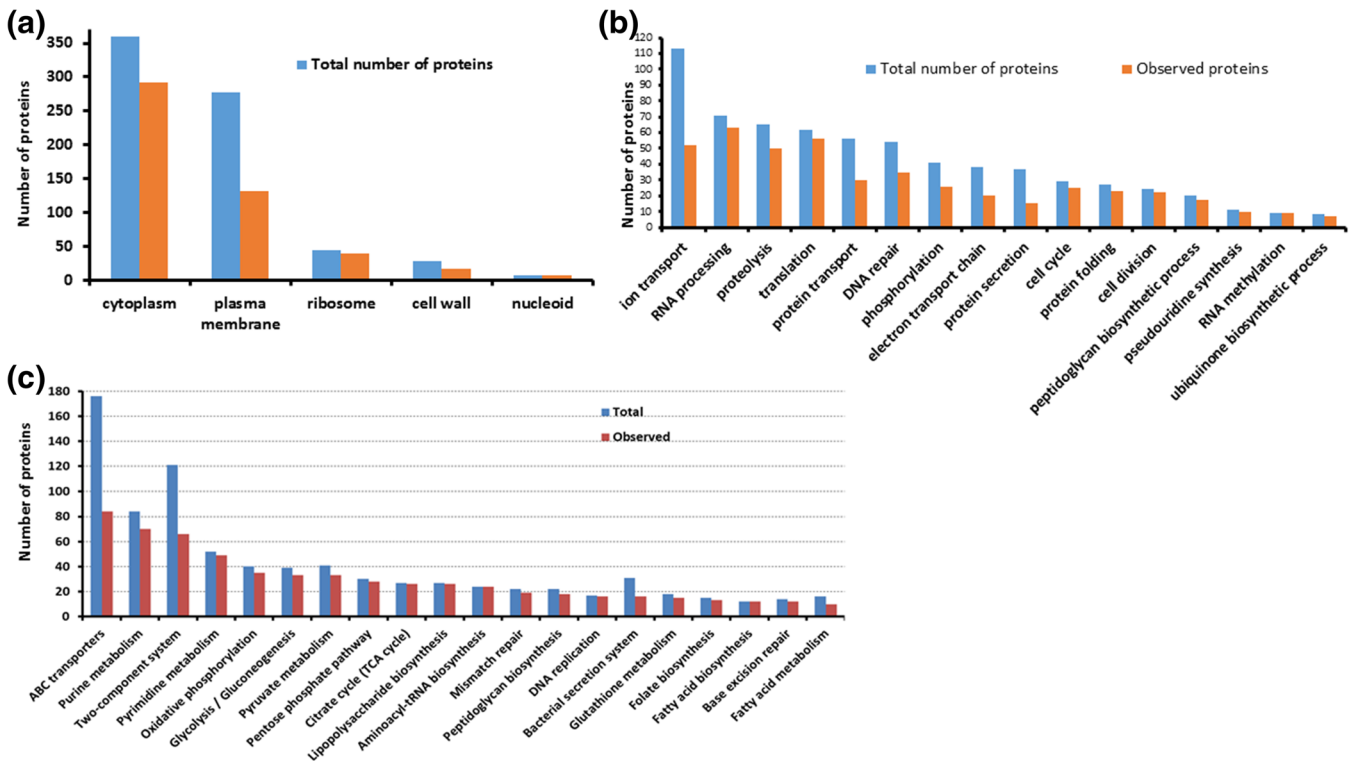 (a)
Number of proteins
350
300
250
200
150
100
50
0
Total number of proteins
cytoplasm
plasma
membrane
ribosome
cell wall
nucleoid
(b)
Number of proteins
120
110
100
90
80
70
60
50
40
30
20
10
0
Total number of proteins
Observed proteins
ion transport
RNA processing
proteolysis
translation
protein transport
DNA repair
phosphorylation
electron transport chain
protein secretion
cell cycle
protein folding
cell division
peptidoglycan biosynthetic process
pseudouridine synthesis
RNA methylation
ubiquinone biosynthetic process
(c)
Number of proteins
180
160
140
120
100
80
60
40
20
0
Total
Observed
ABC transporters
Purine metabolism
Two-component system
Pyrimidine metabolism
Oxidative phosphorylation
Glycolysis / Gluconeogenesis
Pyruvate metabolism
Pentose phosphate pathway
Citrate cycle (TCA cycle)
Lipopolysaccharide biosynthesis
Aminoacyl-tRNA biosynthesis
Mismatch repair
Peptidoglycan biosynthesis
DNA replication
Bacterial secretion system
Glutathione metabolism
Folate biosynthesis
Fatty acid biosynthesis
Base excision repair
Fatty acid metabolism